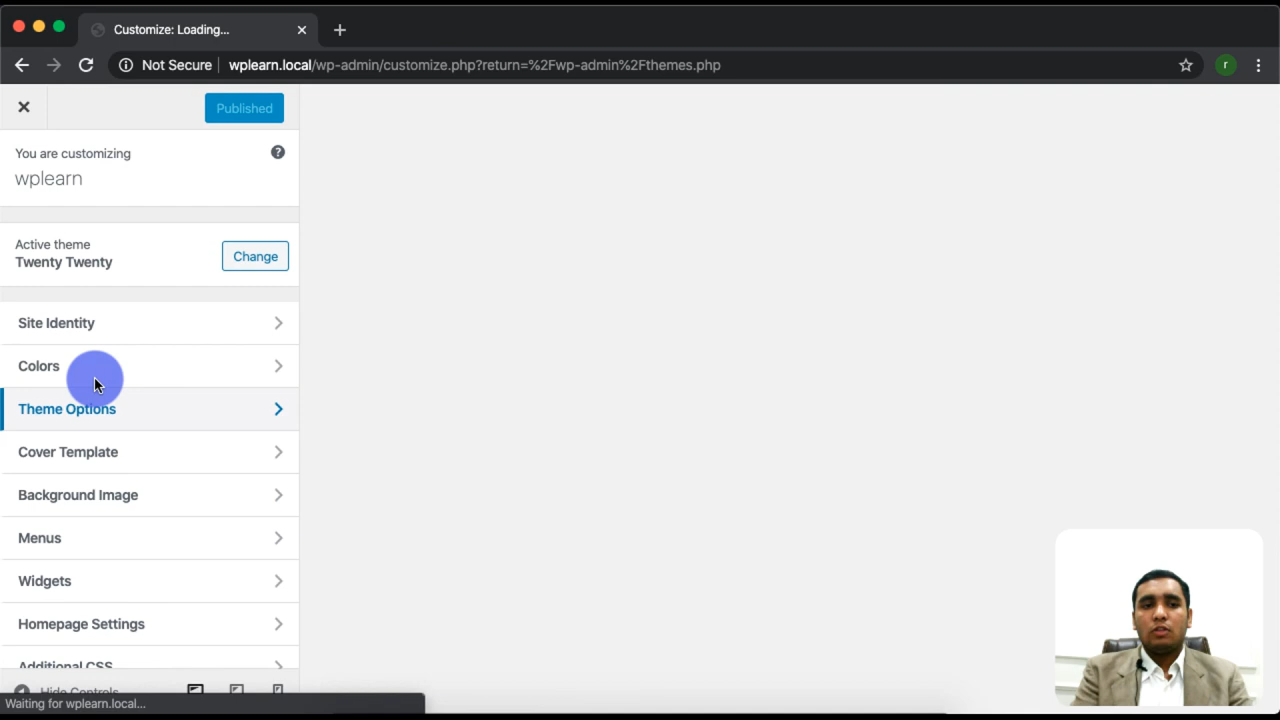 Customize: Loading...
Not Secure
wplearn.local/wp-admin/customize.php?return=%2Fwp-admin%2Fthemes.php
r
Published
You are customizing
?
wplearn
Active theme
Twenty Twenty
Change
Site Identity
Colors
Theme Options
Cover Template
Background Image
Menus
Widgets
Homepage Settings
Additional CSS
Hide Controls
Waiting for wplearn.local...